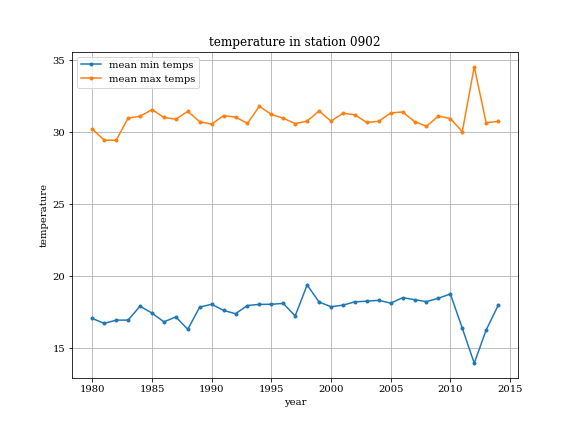 temperature in station 0902
mean min temps
mean max temps
35
30
25
20
15
temperature
1980 1985 1990 1995 2000 2005 2010 2015
year